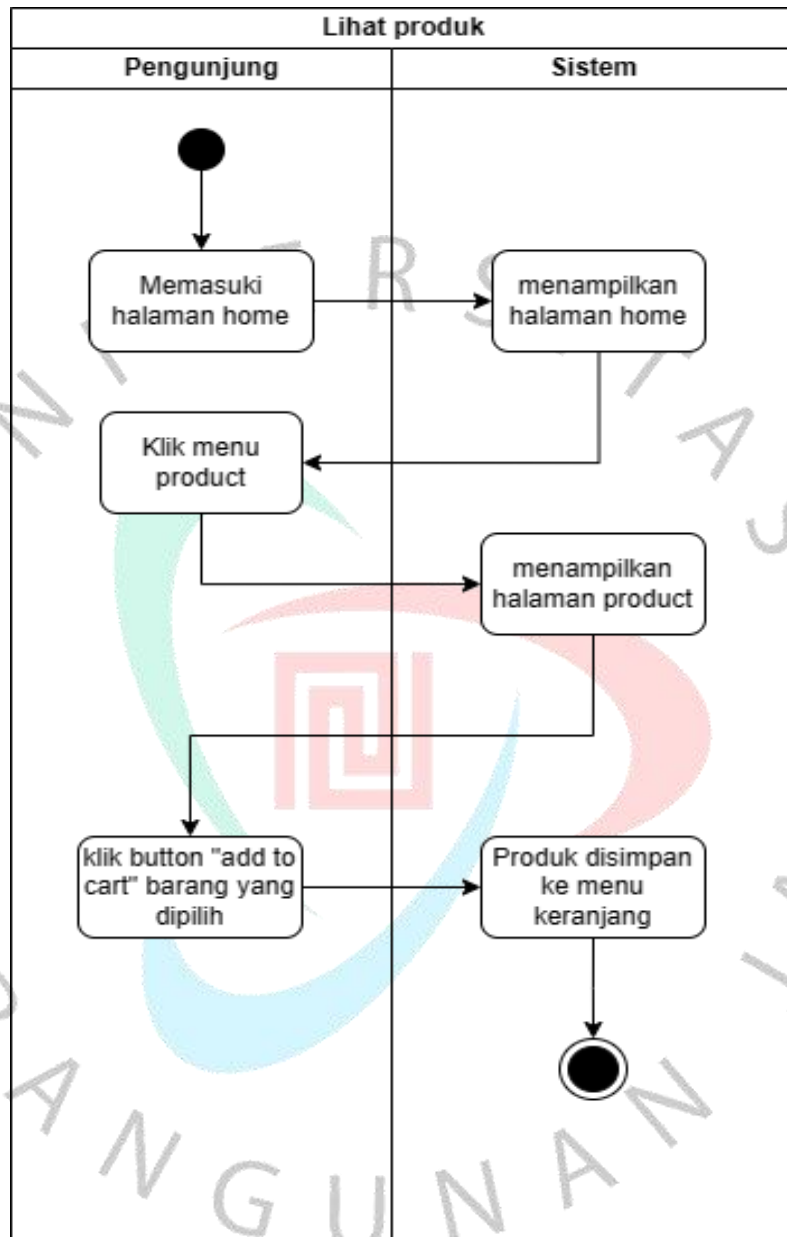 Lihat produk
Pengunjung
Sistem
Memasuki
halaman home
menampilkan
halaman home
Klik menu
product
menampilkan
halaman product
klik button "add to
cart" barang yang
dipilih
Produk disimpan
ke menu
keranjang